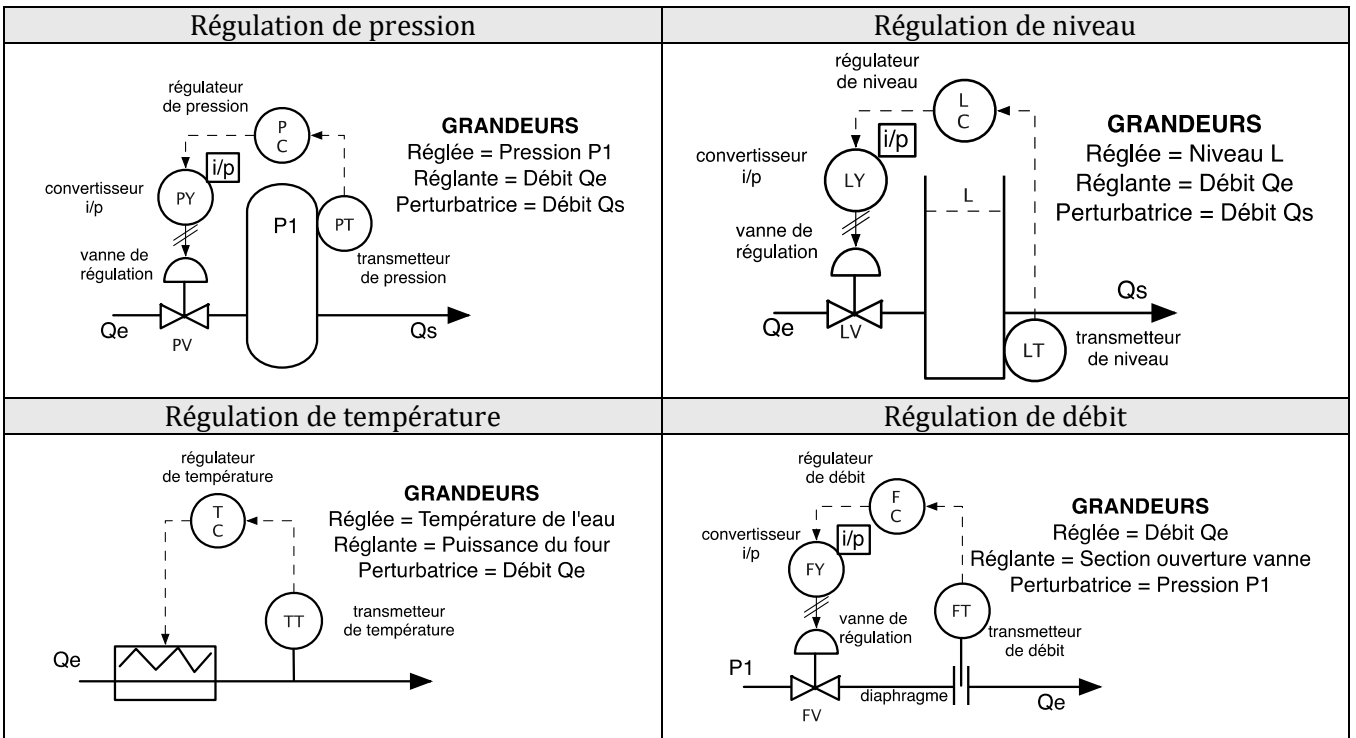 Régulation de pression
régulateur
de pression
P
C
i/p
convertisseur
i/p
PY
P1
PT
vanne de
régulation
transmetteur
de pression
Qe
Qs
PV
GRANDEURS
Réglée = Pression P1
Réglante = Débit Qe
Perturbatrice = Débit Qs
Régulation de niveau
régulateur
de niveau
L
C
i/p
convertisseur
i/p
LY
L
vanne de
régulation
Qs
Qe
LV
LT
transmetteur
de niveau
GRANDEURS
Réglée = Niveau L
Réglante = Débit Qe
Perturbatrice = Débit Qs
Régulation de température
régulateur
de température
T
C
TT
transmetteur
de température
Qe
GRANDEURS
Réglée = Température de l'eau
Réglante = Puissance du four
Perturbatrice = Débit Qe
Régulation de débit
régulateur
de débit
F
C
i/p
convertisseur
i/p
FY
FT
vanne de
régulation
transmetteur
de débit
P1
diaphragme
Qe
FV
GRANDEURS
Réglée = Débit Qe
Réglante = Section ouverture vanne
Perturbatrice = Pression P1